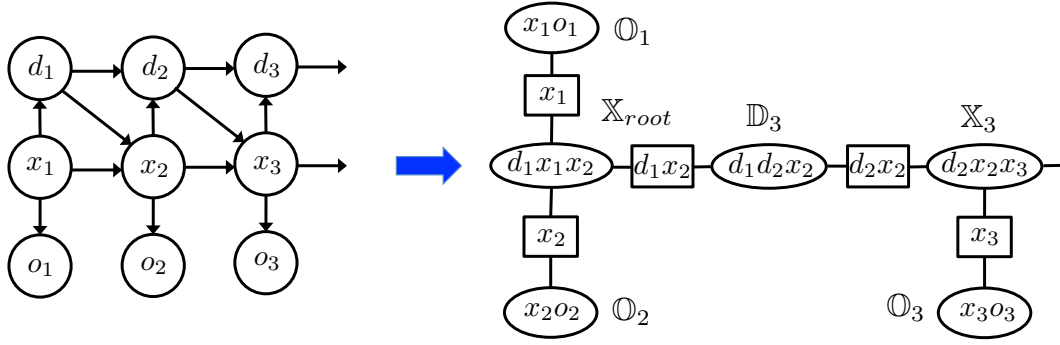 d₁ d₂ d₃
x₁ x₂ x₃
o₁ o₂ o₃
x₁o₁ 𝕆₁
x₁
𝕏_root 𝔻₃ 𝕏₃
d₁x₁x₂ d₁x₂ d₁d₂x₂ d₂x₂ d₂x₂x₃
x₂ x₃
x₂o₂ 𝕆₂ 𝕆₃ x₃o₃